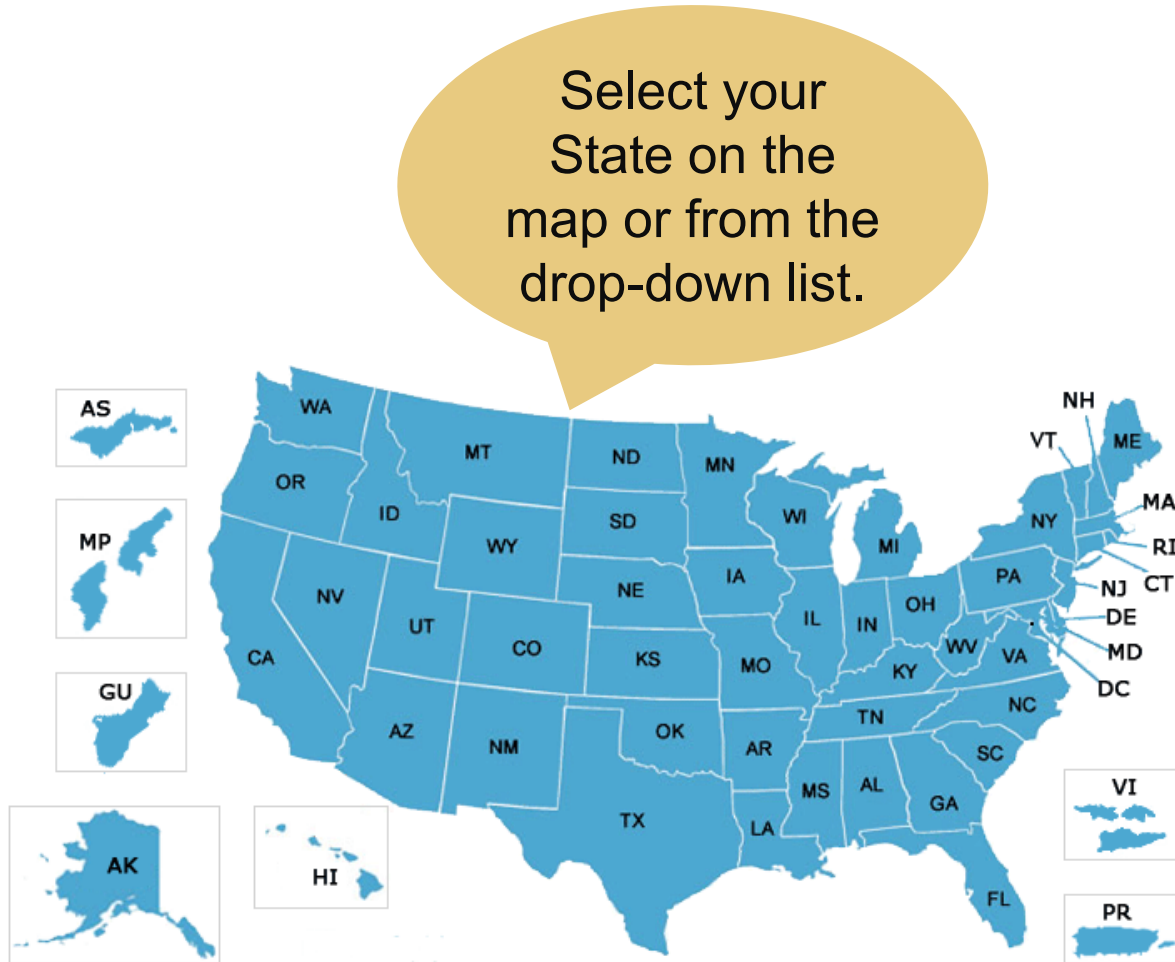 Select your
State on the
map or from the
drop-down list.
AS
MP
GU
AK
HI
WA
OR
CA
ID
NV
MT
WY
UT
AZ
CO
NM
ND
SD
NE
KS
OK
TX
MN
IA
MO
AR
LA
WI
IL
MI
IN
OH
KY
TN
MS
AL
GA
FL
SC
NC
VA
WV
PA
NY
VT
NH
ME
MA
RI
CT
NJ
DE
MD
DC
VI
PR